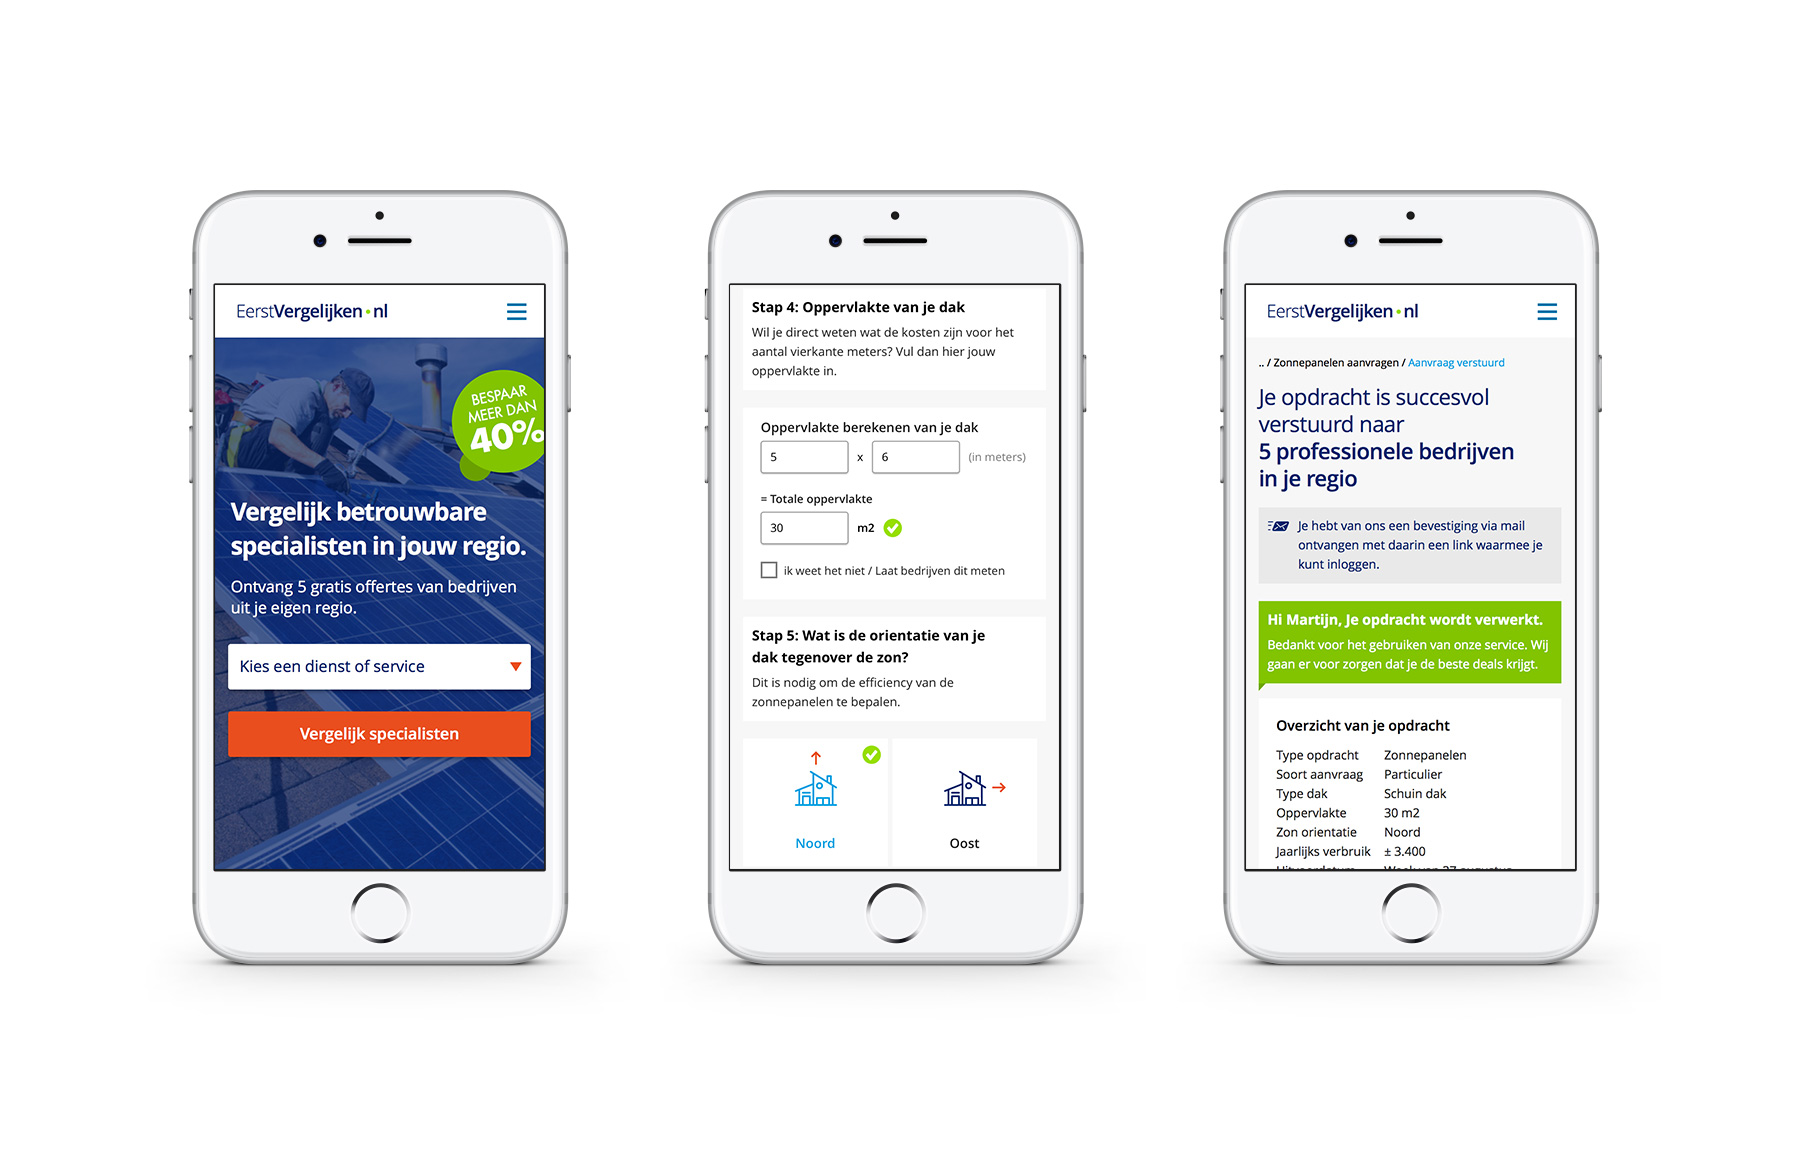 EerstVergelijken•nl
BESPAAR
MEER DAN
40%
Vergelijk betrouwbare
specialisten in jouw regio.
Ontvang 5 gratis offertes van bedrijven
uit je eigen regio.
Kies een dienst of service
Vergelijk specialisten
Stap 4: Oppervlakte van je dak
Wil je direct weten wat de kosten zijn voor het
aantal vierkante meters? Vul dan hier jouw
oppervlakte in.
Oppervlakte berekenen van je dak
5 x 6 (in meters)
= Totale oppervlakte
30 m2
ik weet het niet / Laat bedrijven dit meten
Stap 5: Wat is de orientatie van je
dak tegenover de zon?
Dit is nodig om de efficiency van de
zonnepanelen te bepalen.
Noord Oost
EerstVergelijken•nl
.. / Zonnepanelen aanvragen / Aanvraag verstuurd
Je opdracht is succesvol
verstuurd naar
5 professionele bedrijven
in je regio
Je hebt van ons een bevestiging via mail
ontvangen met daarin een link waarmee je
kunt inloggen.
Hi Martijn, Je opdracht wordt verwerkt.
Bedankt voor het gebruiken van onze service. Wij
gaan er voor zorgen dat je de beste deals krijgt.
Overzicht van je opdracht
Type opdracht Zonnepanelen
Soort aanvraag Particulier
Type dak Schuin dak
Oppervlakte 30 m2
Zon orientatie Noord
Jaarlijks verbruik ± 3.400